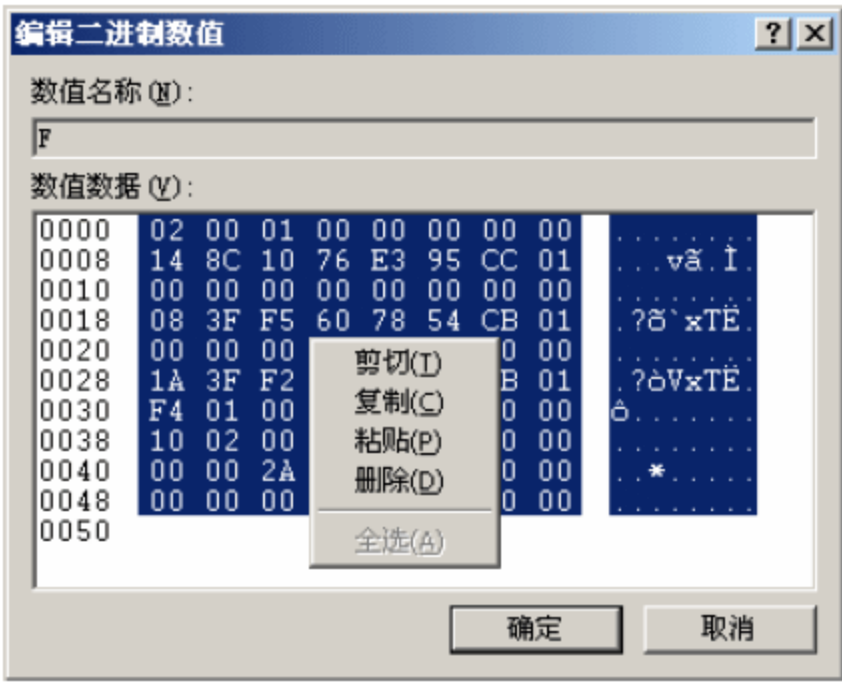 编辑二进制数值
数值名称(N):
F
数值数据(V):
0000 02 00 01 00 00 00 00 00 ........
0008 14 8C 10 76 E3 95 CC 01 ...vã.Ì.
0010 00 00 00 00 00 00 00 00 ........
0018 08 3F F5 60 78 54 CB 01 .?õ`xTË.
0020 00 00 00 0 00 ........
0028 1A 3F F2 B 01 .?òVxTË.
0030 F4 01 00 0 00 ô.......
0038 10 02 00 0 00 ........
0040 00 00 2A 0 00 ..*.....
0048 00 00 00 0 00 ........
0050
剪切(T)
复制(C)
粘贴(P)
删除(D)
全选(A)
确定 取消